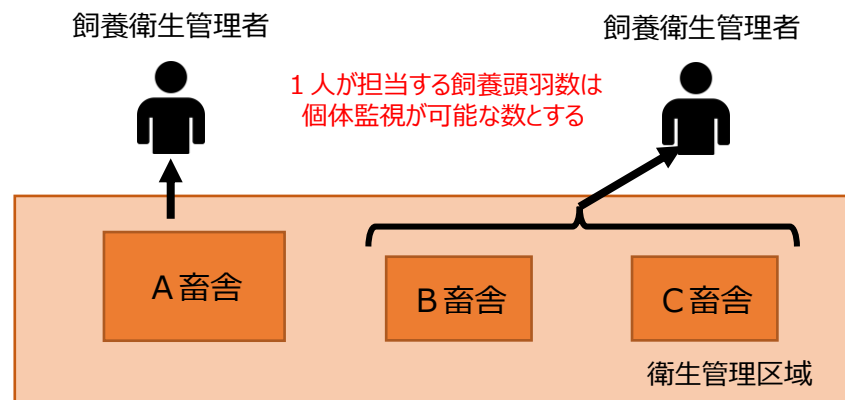 飼養衛生管理者
飼養衛生管理者
1人が担当する飼養頭羽数は
個体監視が可能な数とする
A畜舎
B畜舎
C畜舎
衛生管理区域